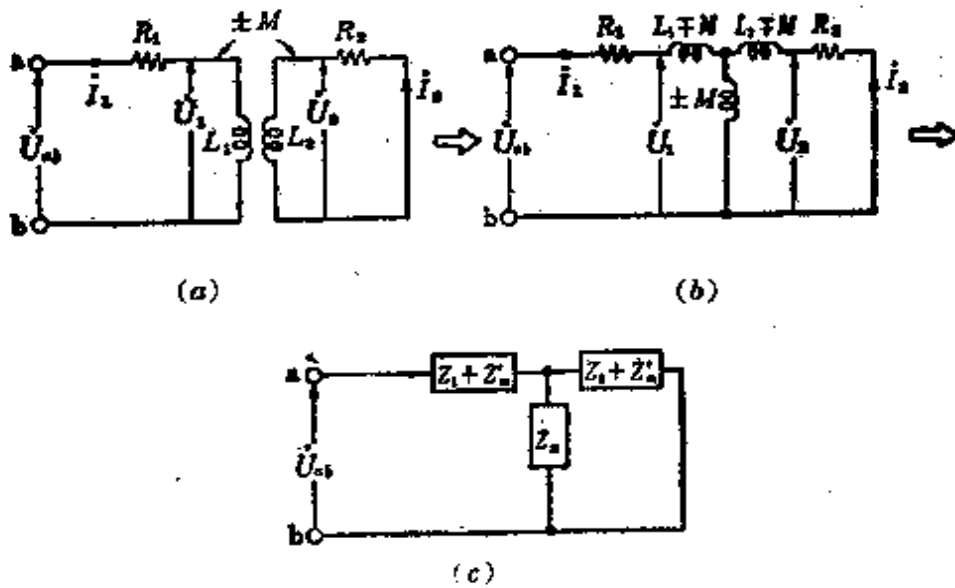 R₁ ± M R₂
a
İ₁ U̇₁ L₁ L₂ U̇₂ İ₂
U̇ab
b
(a)
a R₁ L₁∓M L₂∓M R₂
İ₁ ± M İ₂
U̇ab U̇₁ U̇₂
b
(b)
a Z₁ + Z*ₘ Z₂ + Z*ₘ
Zₘ
U̇ab
b
(c)